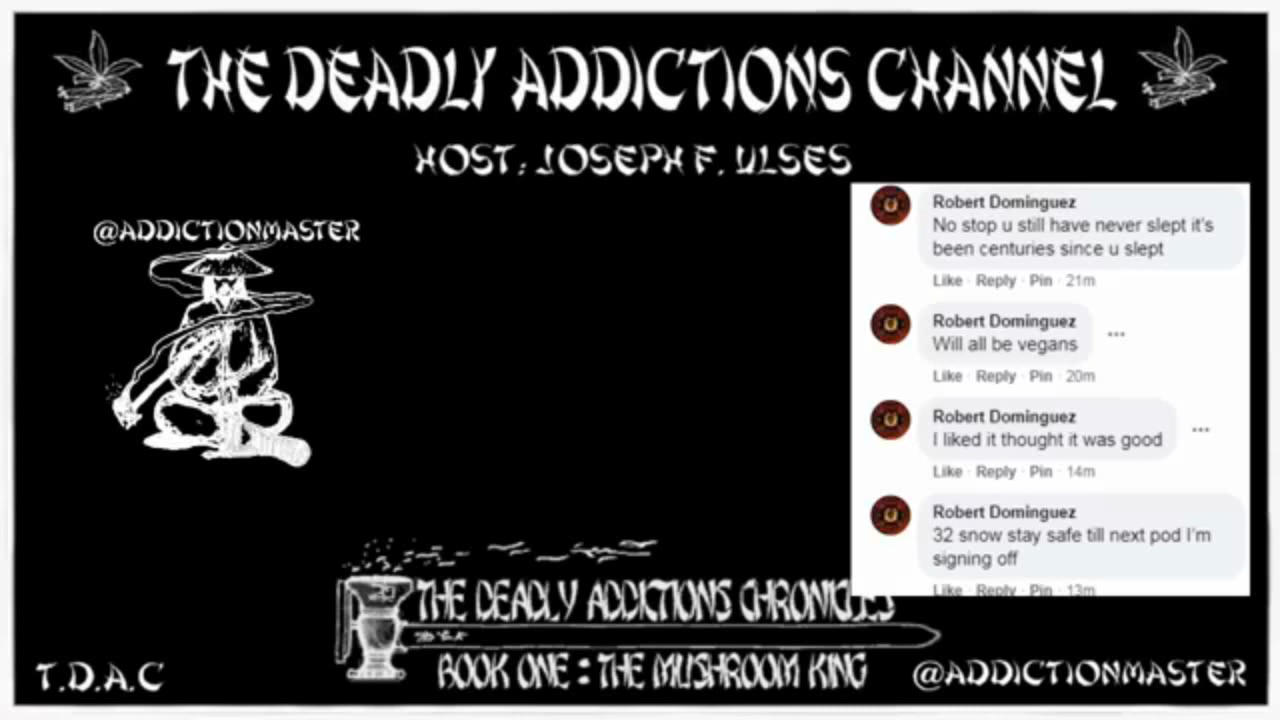 THE DEADLY ADDICTIONS CHANNEL
HOST: JOSEPH F. ULSES
@ADDICTIONMASTER
Robert Dominguez
No stop u still have never slept it's
been centuries since u slept
Like · Reply · Pin · 21m
Robert Dominguez
Will all be vegans
Like · Reply · Pin · 20m
Robert Dominguez
I liked it thought it was good
Like · Reply · Pin · 14m
Robert Dominguez
32 snow stay safe till next pod I'm
signing off
Like · Reply · Pin · 13m
THE DEADLY ADDICTIONS CHRONICLES
BOOK ONE : THE MUSHROOM KING
T.D.A.C
@ADDICTIONMASTER